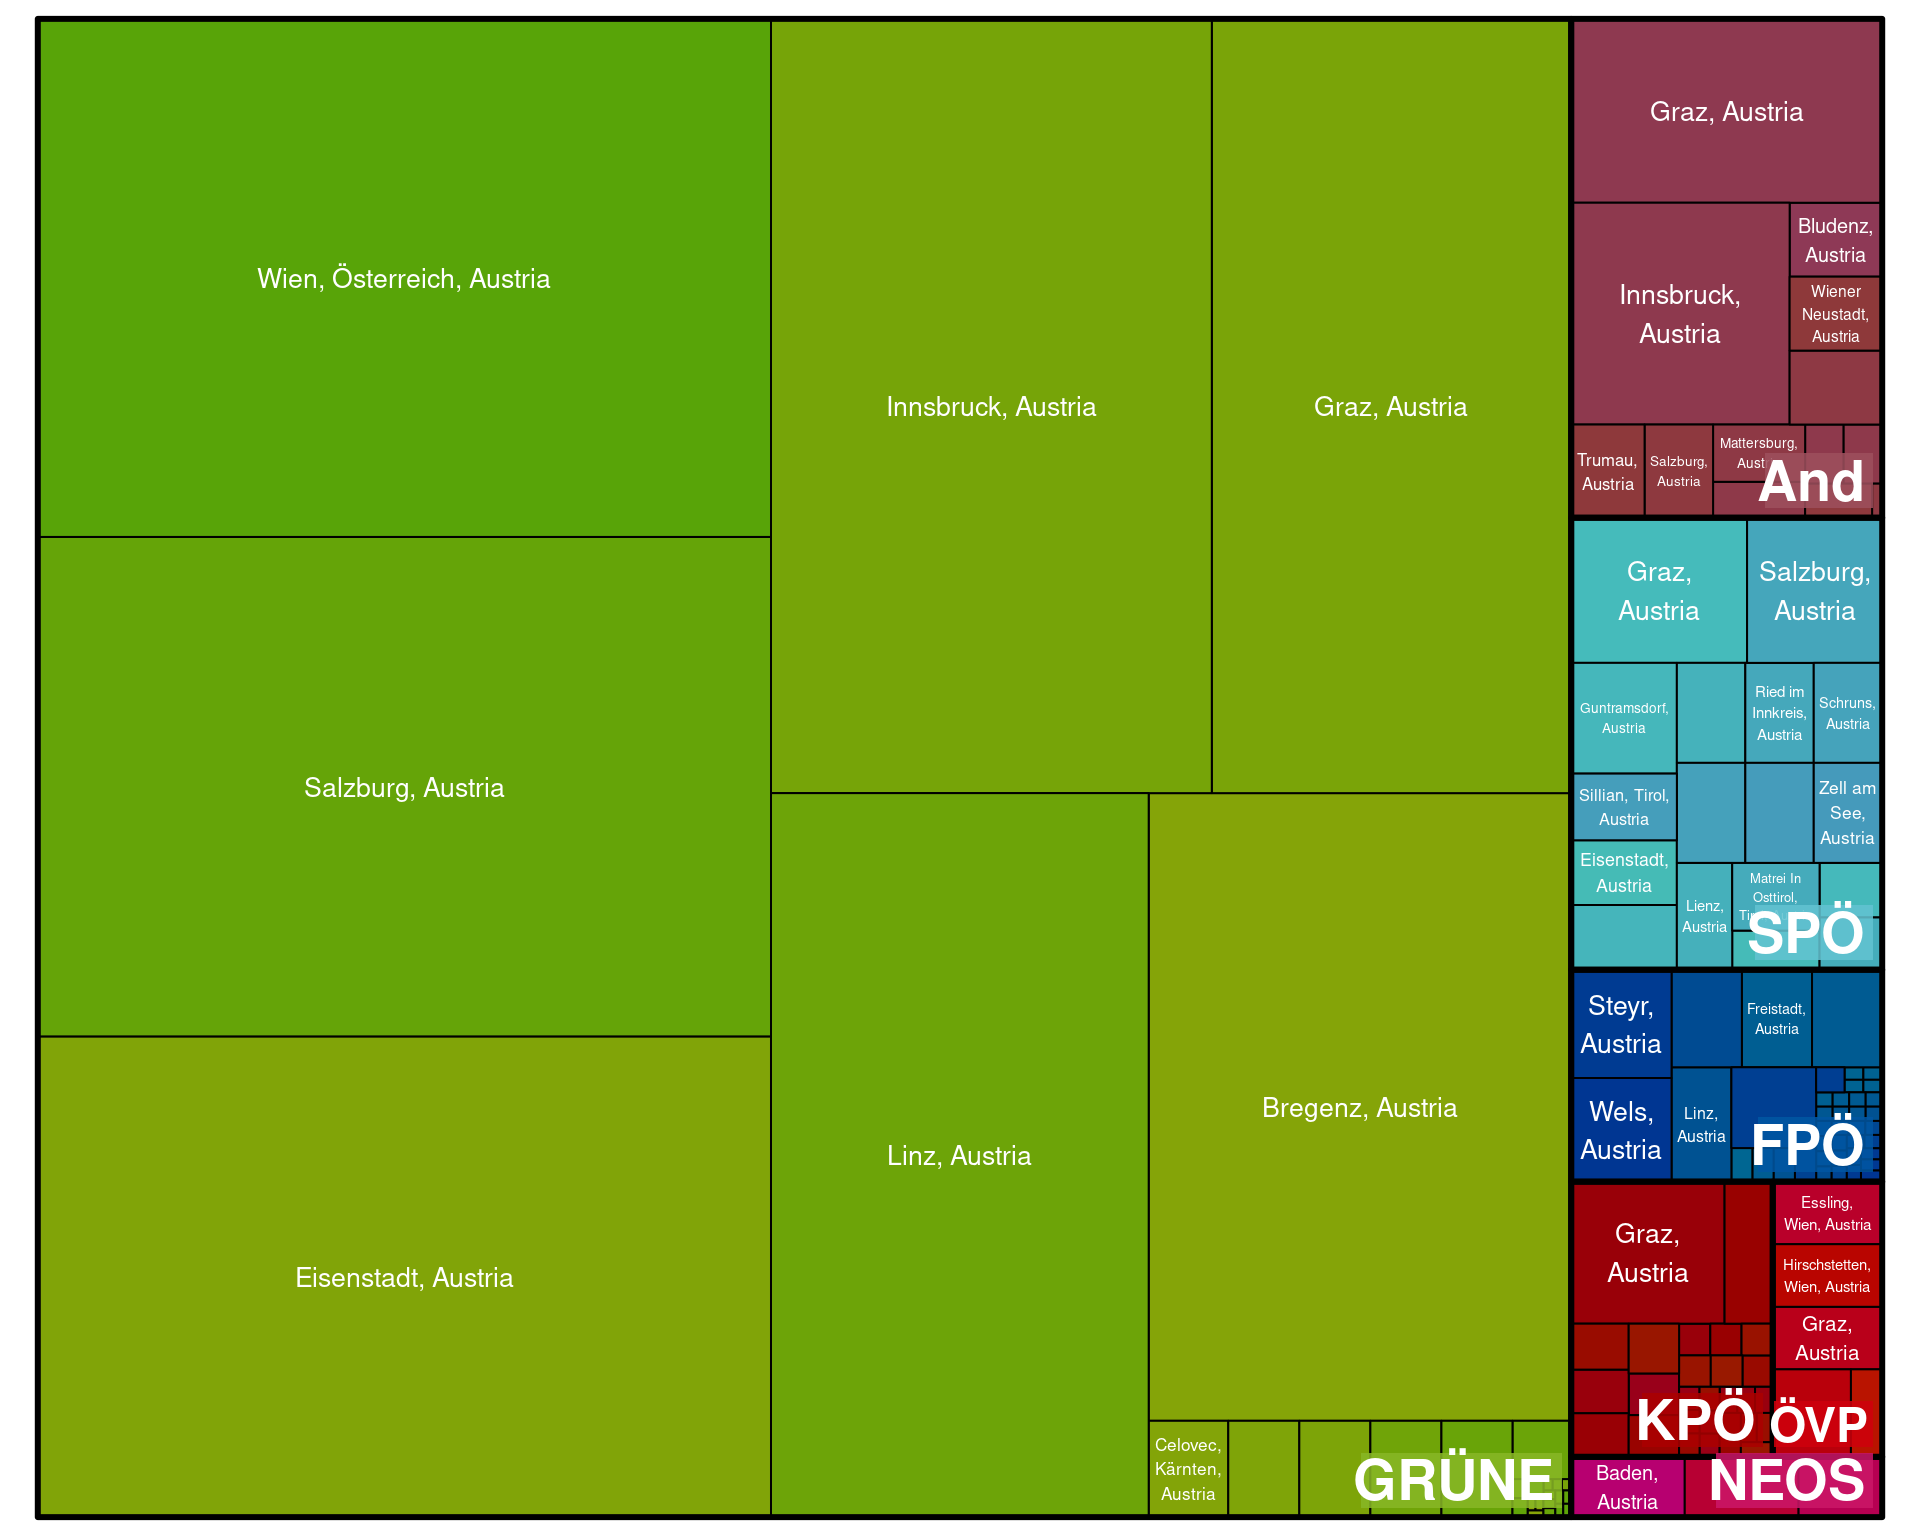 Wien, Österreich, Austria
Salzburg, Austria
Eisenstadt, Austria
Innsbruck, Austria
Graz, Austria
Linz, Austria
Bregenz, Austria
Celovec,
Kärnten,
Austria
GRÜNE
Graz, Austria
Innsbruck,
Austria
Bludenz,
Austria
Wiener
Neustadt,
Austria
Trumau,
Austria
Salzburg,
Austria
Mattersburg,
And
Graz,
Austria
Salzburg,
Austria
Guntramsdorf,
Austria
Ried im
Innkreis,
Austria
Schruns,
Austria
Sillian, Tirol,
Austria
Zell am
See,
Austria
Eisenstadt,
Austria
Lienz,
Austria
Matrei In
Osttirol,
SPÖ
Steyr,
Austria
Freistadt,
Austria
Wels,
Austria
Linz,
Austria
FPÖ
Graz,
Austria
KPÖ
Essling,
Wien, Austria
Hirschstetten,
Wien, Austria
Graz,
Austria
ÖVP
Baden,
Austria
NEOS